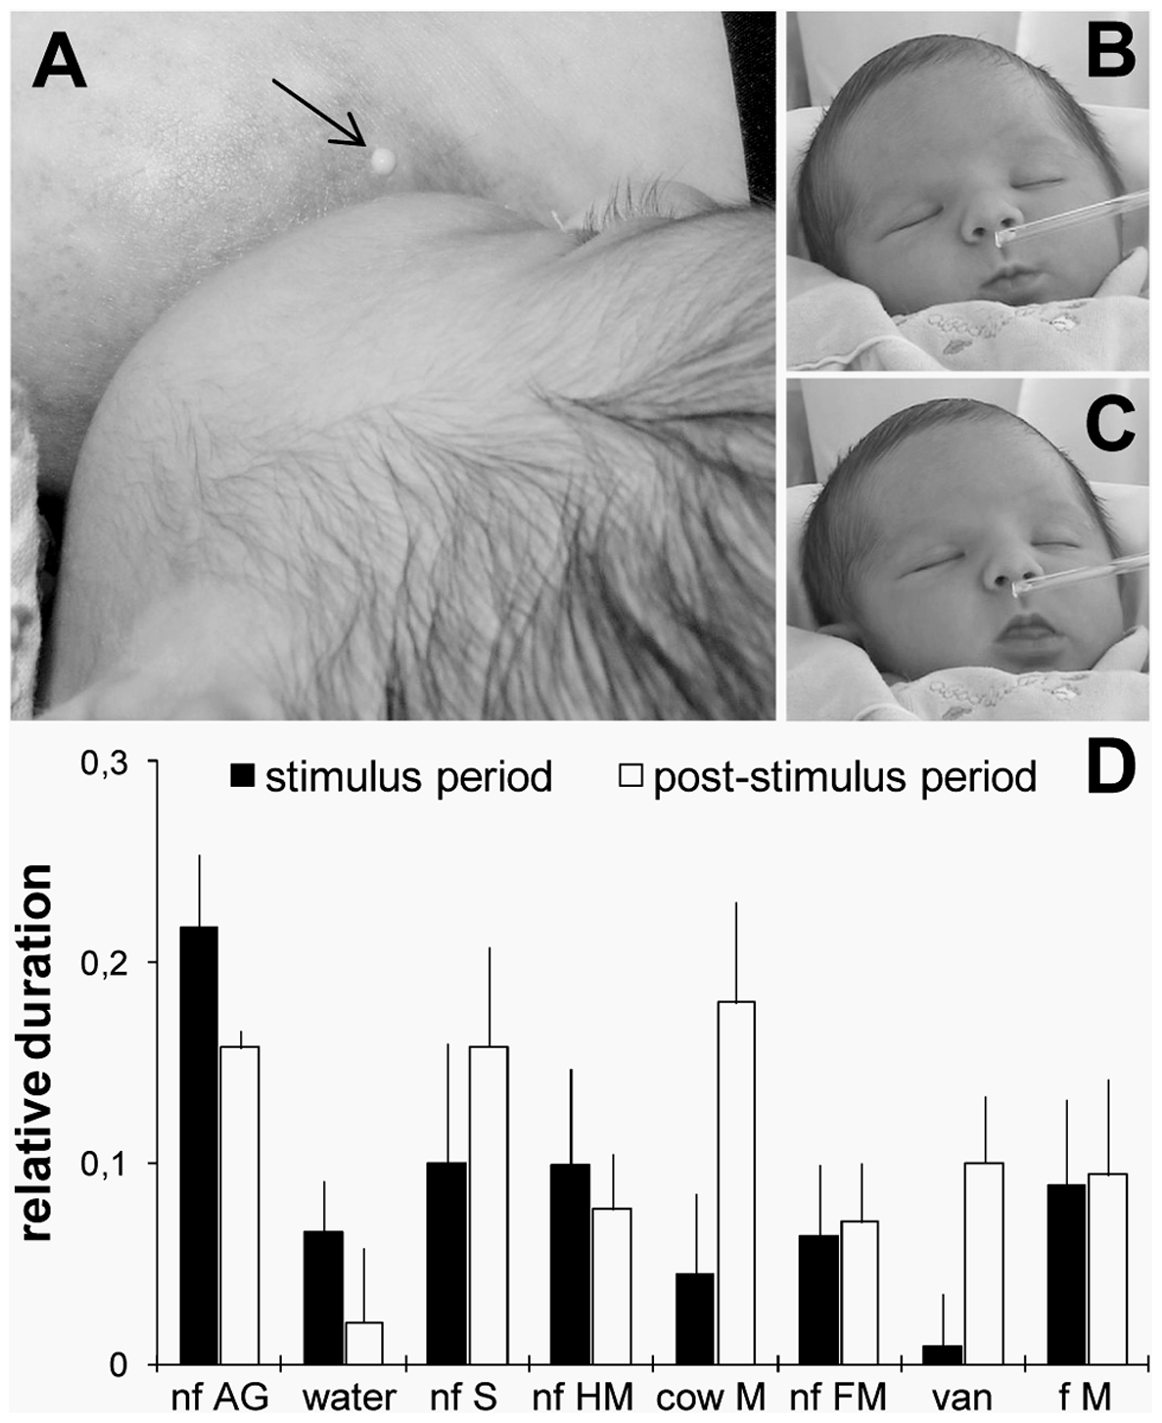 A
B
C
D
stimulus period
post-stimulus period
relative duration
0,3
0,2
0,1
0
nf AG
water
nf S
nf HM
cow M
nf FM
van
f M